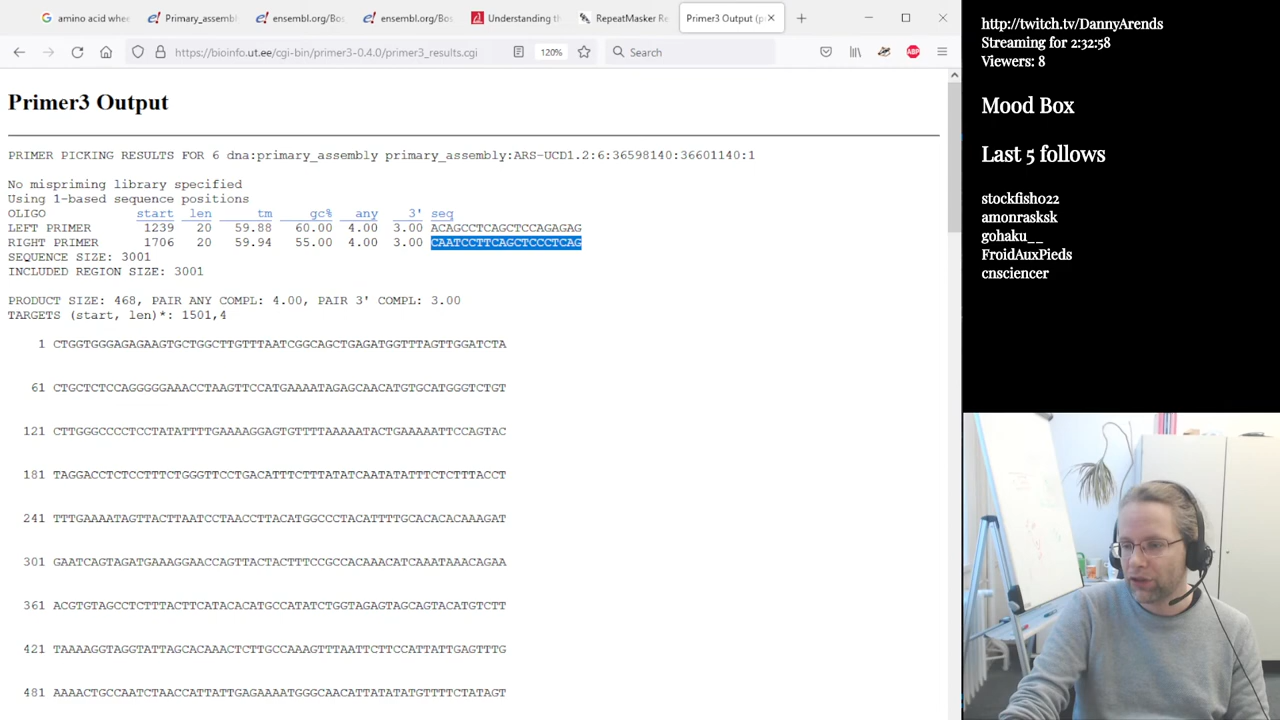 amino acid whee
Primary_assembl
ensembl.org/Bos
ensembl.org/Bos
Understanding th
RepeatMasker Re
Primer3 Output (p
https://bioinfo.ut.ee/cgi-bin/primer3-0.4.0/primer3_results.cgi
120%
Search
ABP
Primer3 Output
PRIMER PICKING RESULTS FOR 6 dna:primary_assembly primary_assembly:ARS-UCD1.2:6:36598140:36601140:1
No mispriming library specified
Using 1-based sequence positions
OLIGO start len tm gc% any 3' seq
LEFT PRIMER 1239 20 59.88 60.00 4.00 3.00 ACAGCCTCAGCTCCAGAGAG
RIGHT PRIMER 1706 20 59.94 55.00 4.00 3.00 CAATCCTTCAGCTCCCTCAG
SEQUENCE SIZE: 3001
INCLUDED REGION SIZE: 3001
PRODUCT SIZE: 468, PAIR ANY COMPL: 4.00, PAIR 3' COMPL: 3.00
TARGETS (start, len)*: 1501,4
1 CTGGTGGGAGAGAAGTGCTGGCTTGTTTAATCGGCAGCTGAGATGGTTTAGTTGGATCTA
61 CTGCTCTCCAGGGGGAAACCTAAGTTCCATGAAAATAGAGCAACATGTGCATGGGTCTGT
121 CTTGGGCCCCTCCTATATTTTGAAAAGGAGTGTTTTAAAAATACTGAAAAATTCCAGTAC
181 TAGGACCTCTCCTTTCTGGGTTCCTGACATTTCTTTATATCAATATATTTCTCTTTACCT
241 TTTGAAAATAGTTACTTAATCCTAACCTTACATGGCCCTACATTTTGCACACACAAAGAT
301 GAATCAGTAGATGAAAGGAACCAGTTACTACTTTCCGCCACAAACATCAAATAAACAGAA
361 ACGTGTAGCCTCTTTACTTCATACACATGCCATATCTGGTAGAGTAGCAGTACATGTCTT
421 TAAAAGGTAGGTATTAGCACAAACTCTTGCCAAAGTTTAATTCTTCCATTATTGAGTTTG
481 AAAACTGCCAATCTAACCATTATTGAGAAAATGGGCAACATTATATATGTTTTCTATAGT
http://twitch.tv/DannyArends
Streaming for 2:32:58
Viewers: 8
Mood Box
Last 5 follows
stockfish022
amonrasksk
gohaku__
FroidAuxPieds
cnsciencer